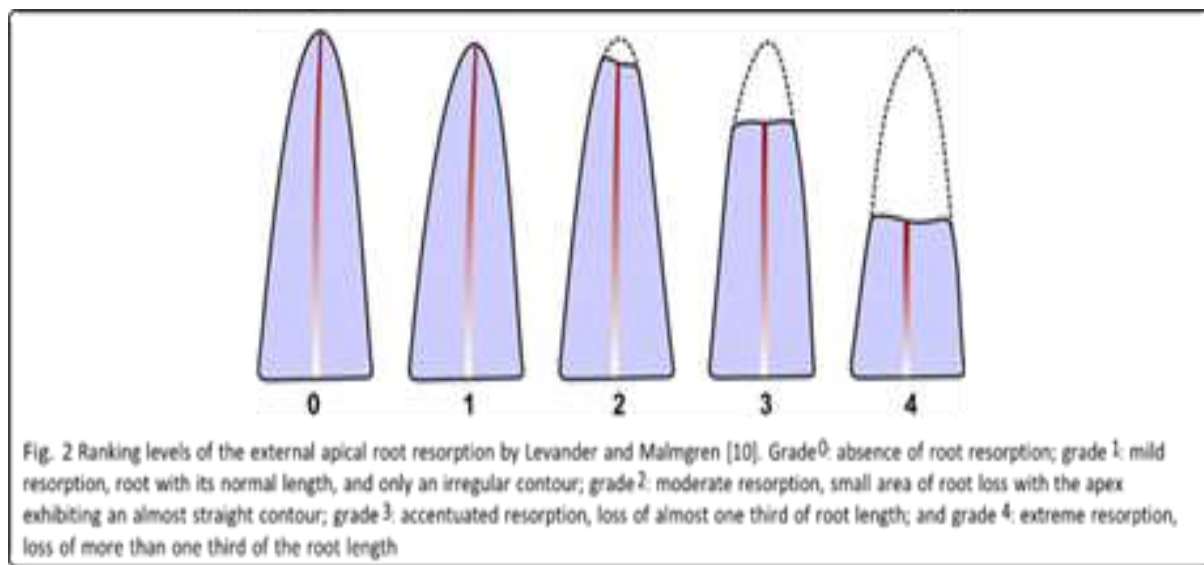 0 1 2 3 4
Fig. 2 Ranking levels of the external apical root resorption by Levander and Malmgren [10]. Grade 0: absence of root resorption; grade 1: mild
resorption, root with its normal length, and only an irregular contour; grade 2: moderate resorption, small area of root loss with the apex
exhibiting an almost straight contour; grade 3: accentuated resorption, loss of almost one third of root length; and grade 4: extreme resorption,
loss of more than one third of the root length